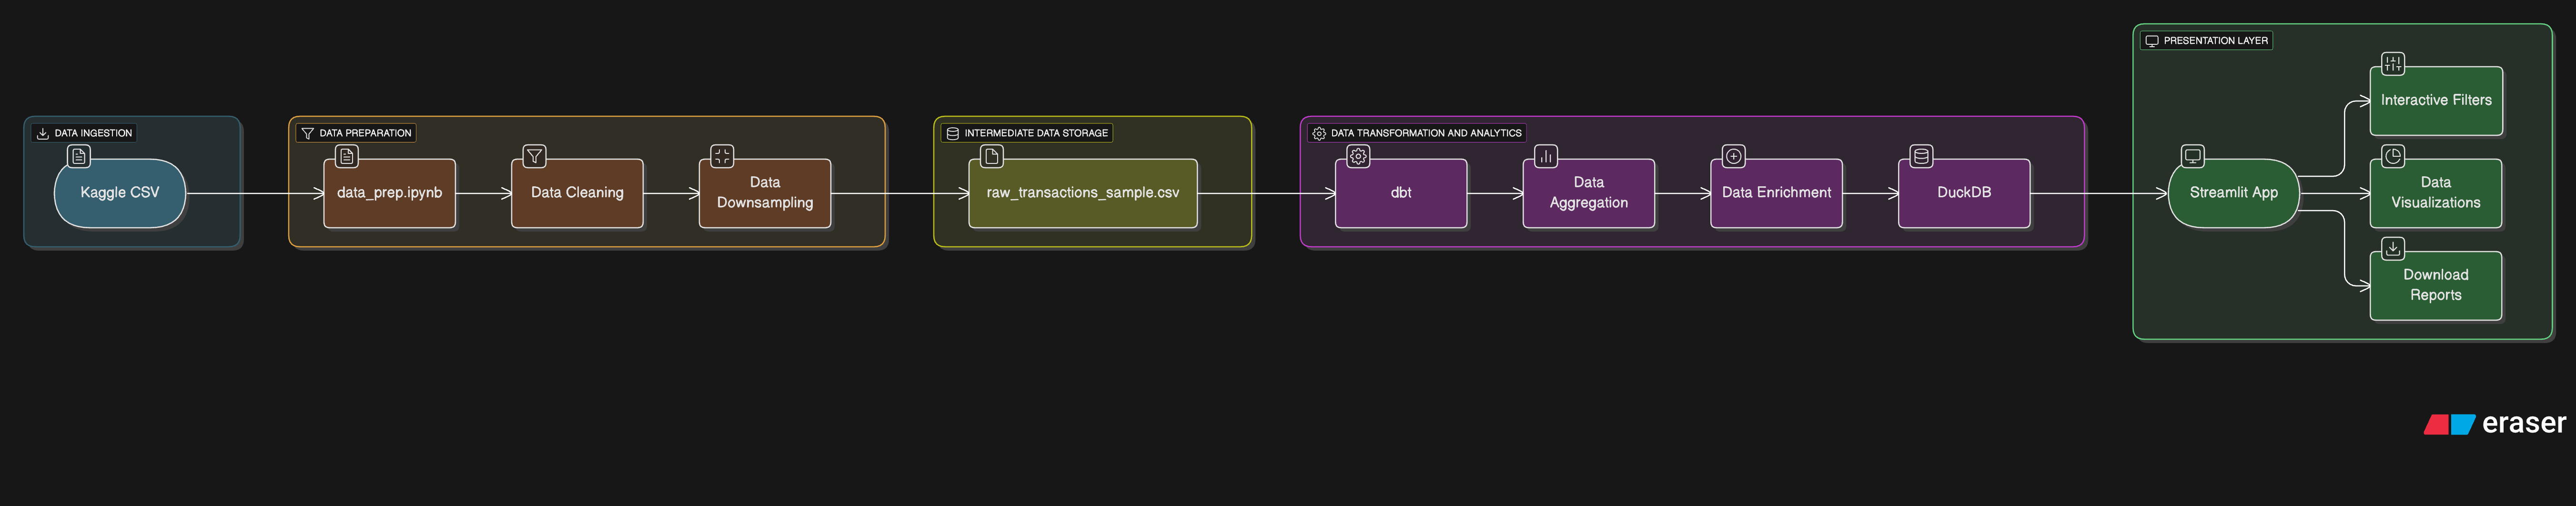 DATA INGESTION
Kaggle CSV
DATA PREPARATION
data_prep.ipynb
Data Cleaning
Data
Downsampling
INTERMEDIATE DATA STORAGE
raw_transactions_sample.csv
DATA TRANSFORMATION AND ANALYTICS
dbt
Data
Aggregation
Data Enrichment
DuckDB
PRESENTATION LAYER
Streamlit App
Interactive Filters
Data
Visualizations
Download
Reports
eraser